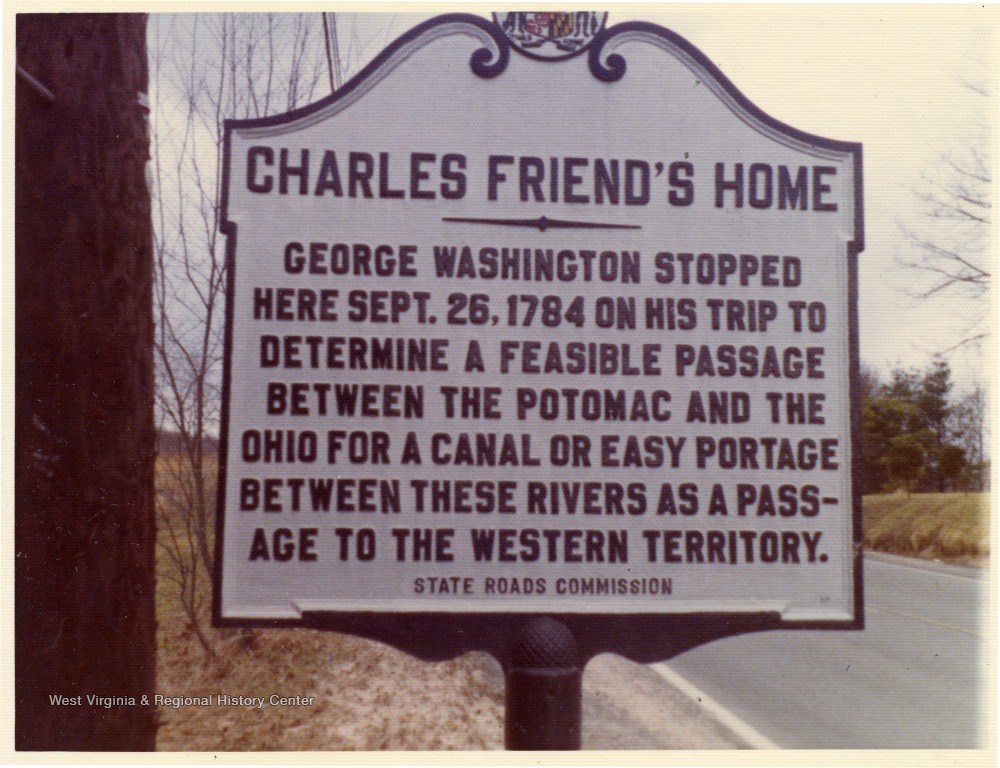 CHARLES FRIEND'S HOME
GEORGE WASHINGTON STOPPED
HERE SEPT. 26, 1784 ON HIS TRIP TO
DETERMINE A FEASIBLE PASSAGE
BETWEEN THE POTOMAC AND THE
OHIO FOR A CANAL OR EASY PORTAGE
BETWEEN THESE RIVERS AS A PASS-
AGE TO THE WESTERN TERRITORY.
STATE ROADS COMMISSION
West Virginia & Regional History Center